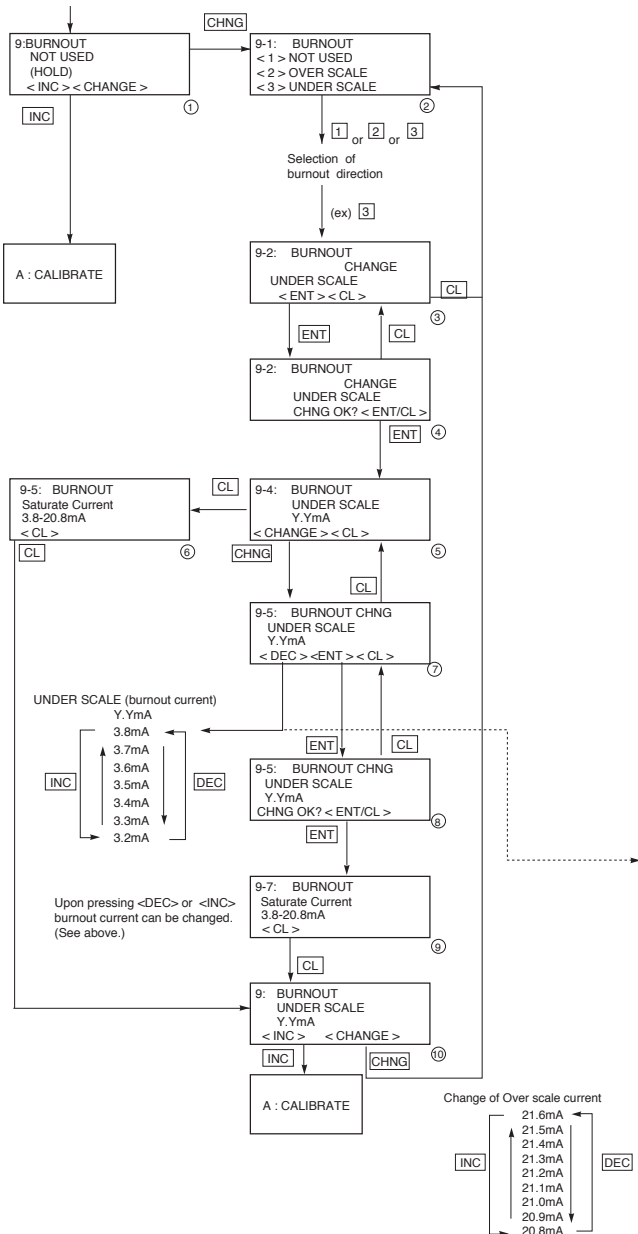 CHNG
9:BURNOUT
NOT USED
(HOLD)
< INC > < CHANGE >
①
9-1: BURNOUT
< 1 > NOT USED
< 2 > OVER SCALE
< 3 > UNDER SCALE
②
INC
1 or 2 or 3
Selection of
burnout direction
(ex) 3
A : CALIBRATE
9-2: BURNOUT
CHANGE
UNDER SCALE
< ENT > < CL >
③
CL
ENT
CL
9-2: BURNOUT
CHANGE
UNDER SCALE
CHNG OK? < ENT/CL >
④
ENT
9-5: BURNOUT
Saturate Current
3.8-20.8mA
< CL >
⑥
CL
CL
9-4: BURNOUT
UNDER SCALE
Y.YmA
< CHANGE > < CL >
⑤
CHNG
CL
9-5: BURNOUT CHNG
UNDER SCALE
Y.YmA
< DEC > <ENT > < CL >
⑦
UNDER SCALE (burnout current)
Y.YmA
3.8mA
3.7mA
3.6mA
3.5mA
3.4mA
3.3mA
3.2mA
INC
DEC
ENT
CL
9-5: BURNOUT CHNG
UNDER SCALE
Y.YmA
CHNG OK? < ENT/CL >
⑧
ENT
Upon pressing <DEC> or <INC>
burnout current can be changed.
(See above.)
9-7: BURNOUT
Saturate Current
3.8-20.8mA
< CL >
⑨
CL
9: BURNOUT
UNDER SCALE
Y.YmA
< INC > < CHANGE >
⑩
INC
CHNG
A : CALIBRATE
Change of Over scale current
21.6mA
21.5mA
21.4mA
21.3mA
21.2mA
21.1mA
21.0mA
20.9mA
20.8mA
INC
DEC